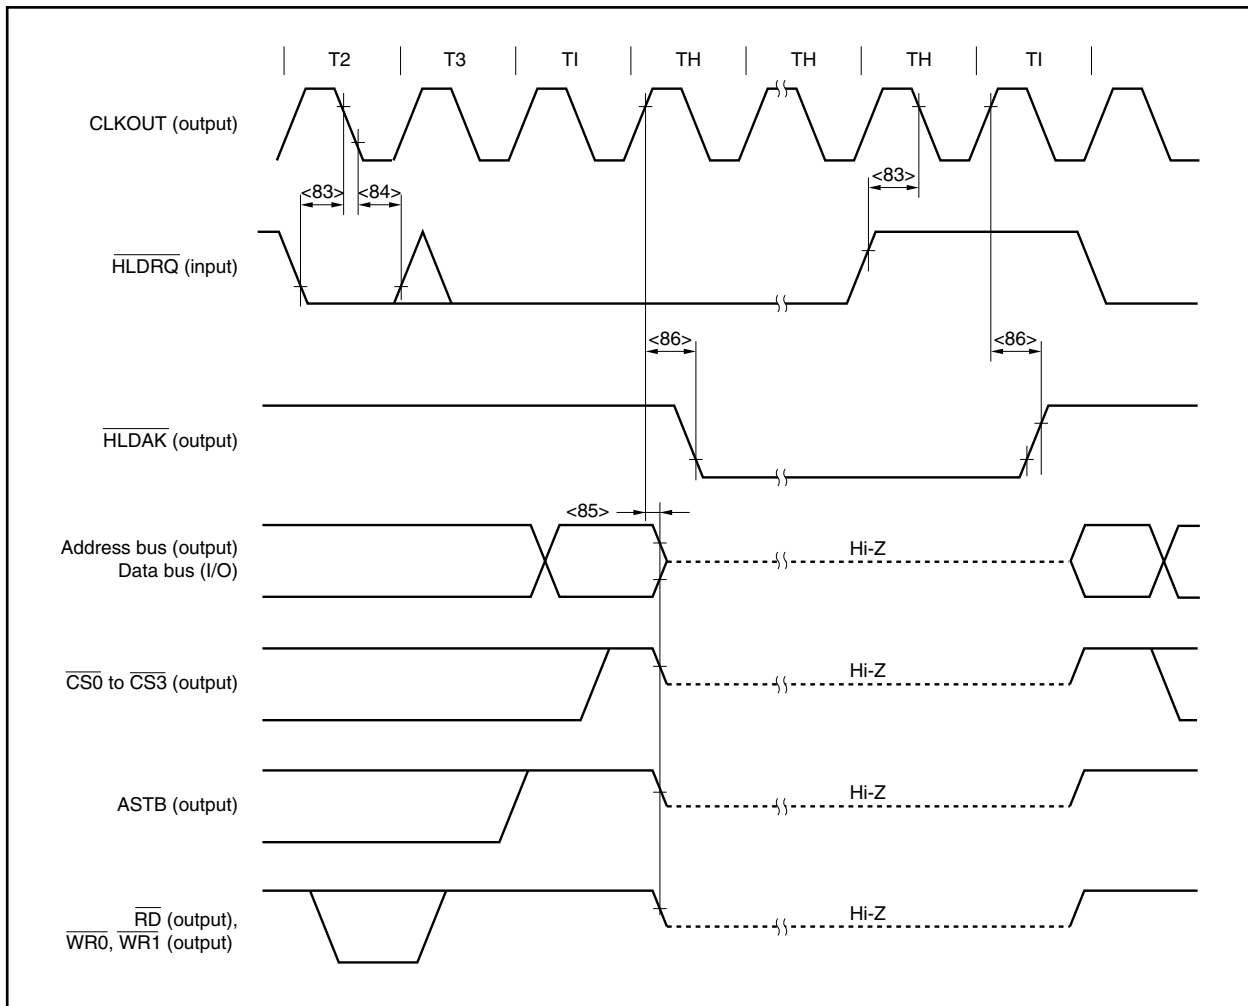 T2 T3 TI TH TH TH TI
CLKOUT (output)
<83> <84> <83>
HLDRQ (input)
<86> <86>
HLDAK (output)
<85>
Address bus (output)
Data bus (I/O)
Hi-Z
CS0 to CS3 (output)
Hi-Z
ASTB (output)
Hi-Z
RD (output),
WR0, WR1 (output)
Hi-Z